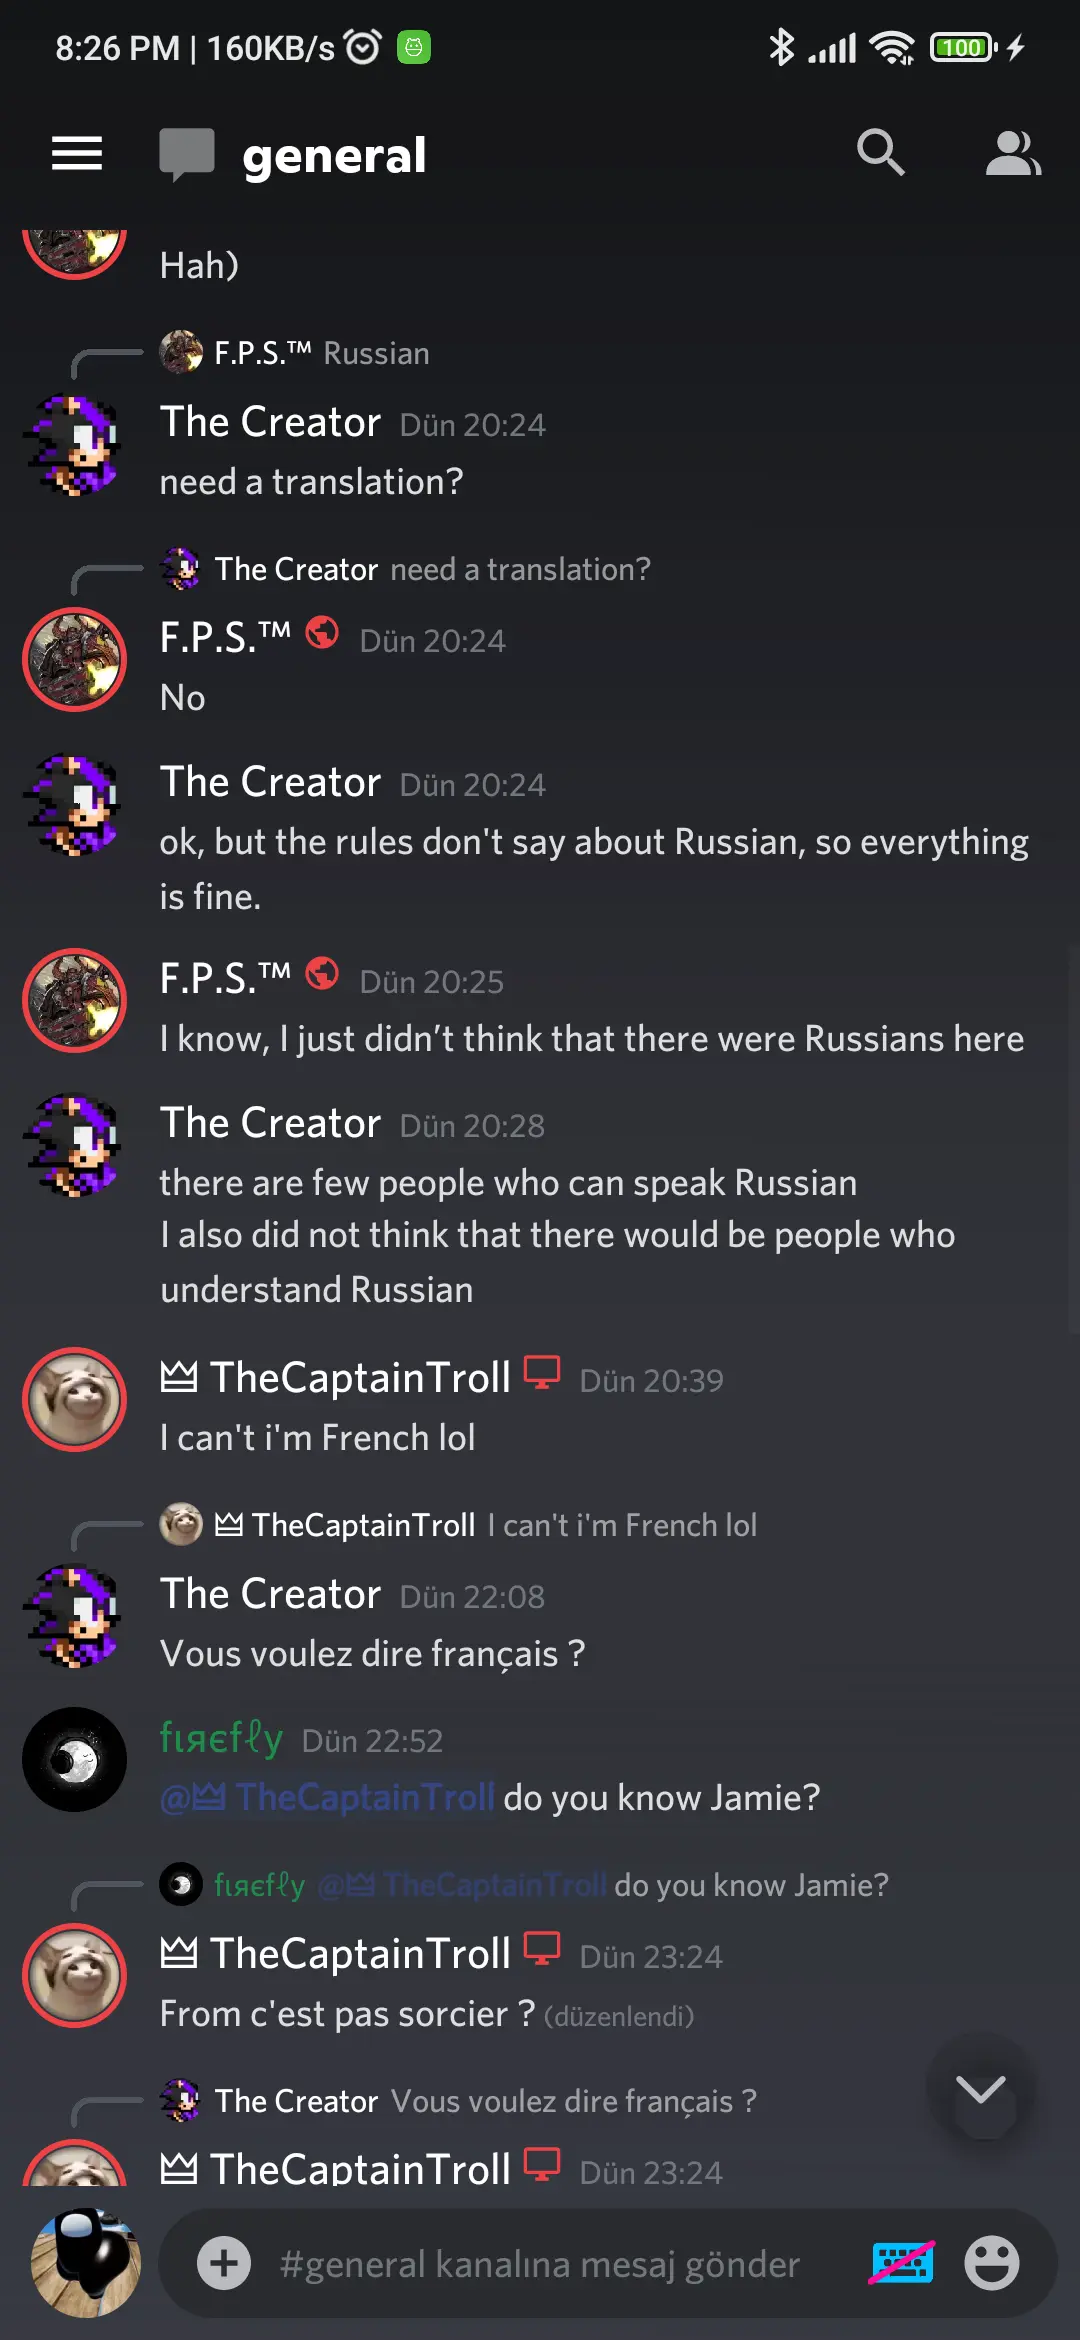 8:26 PM | 160KB/s
100
general
Hah)
F.P.S.™ Russian
The Creator Dün 20:24
need a translation?
The Creator need a translation?
F.P.S.™ Dün 20:24
No
The Creator Dün 20:24
ok, but the rules don't say about Russian, so everything
is fine.
F.P.S.™ Dün 20:25
I know, I just didn’t think that there were Russians here
The Creator Dün 20:28
there are few people who can speak Russian
I also did not think that there would be people who
understand Russian
TheCaptainTroll Dün 20:39
I can't i'm French lol
TheCaptainTroll I can't i'm French lol
The Creator Dün 22:08
Vous voulez dire français ?
fιяєfℓy Dün 22:52
@TheCaptainTroll do you know Jamie?
fιяєfℓy @TheCaptainTroll do you know Jamie?
TheCaptainTroll Dün 23:24
From c'est pas sorcier ? (düzenlendi)
The Creator Vous voulez dire français ?
TheCaptainTroll Dün 23:24
#general kanalına mesaj gönder